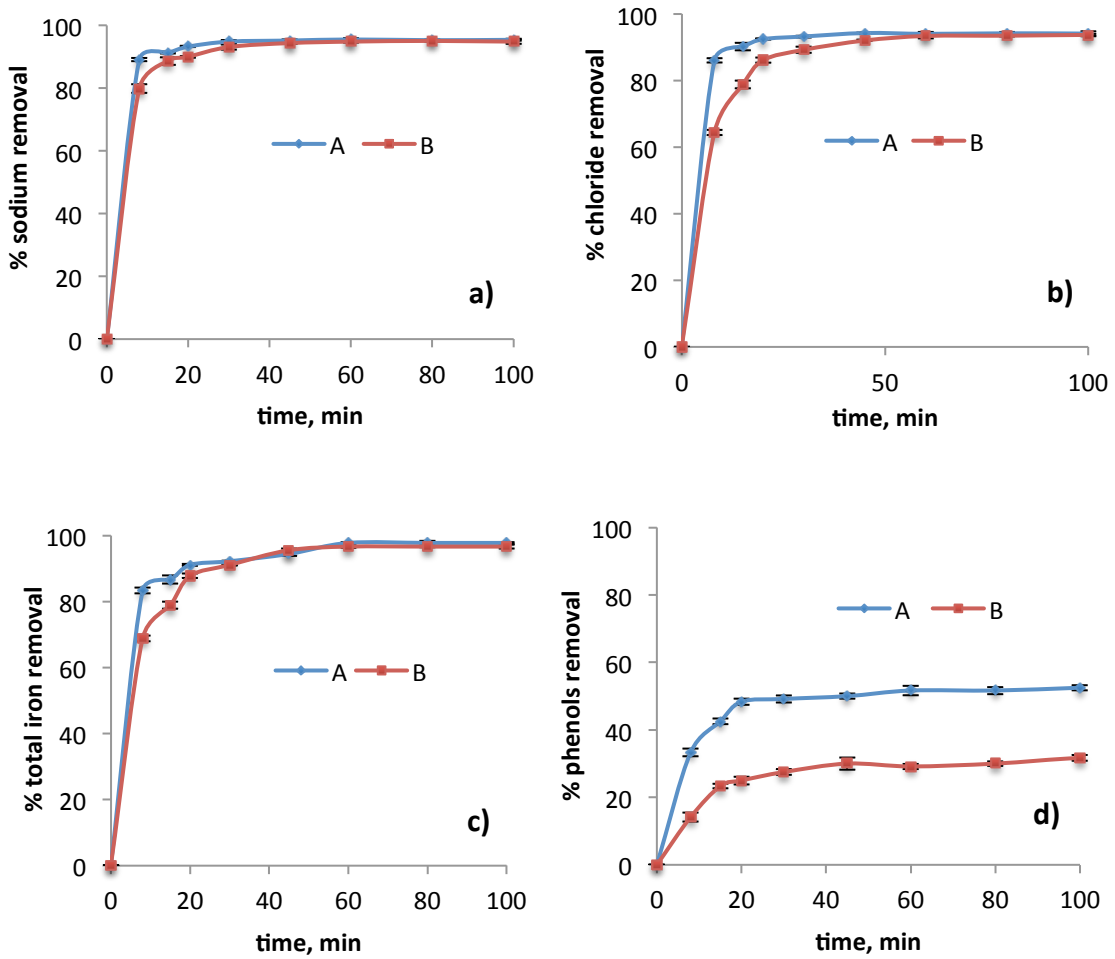 % sodium removal
100
80
60
40
20
0
A B
a)
0 20 40 60 80 100
time, min
% chloride removal
100
80
60
40
20
0
A B
b)
0 50 100
time, min
% total iron removal
100
80
60
40
20
0
A B
c)
0 20 40 60 80 100
time, min
% phenols removal
100
80
60
40
20
0
A B
d)
0 20 40 60 80 100
time, min